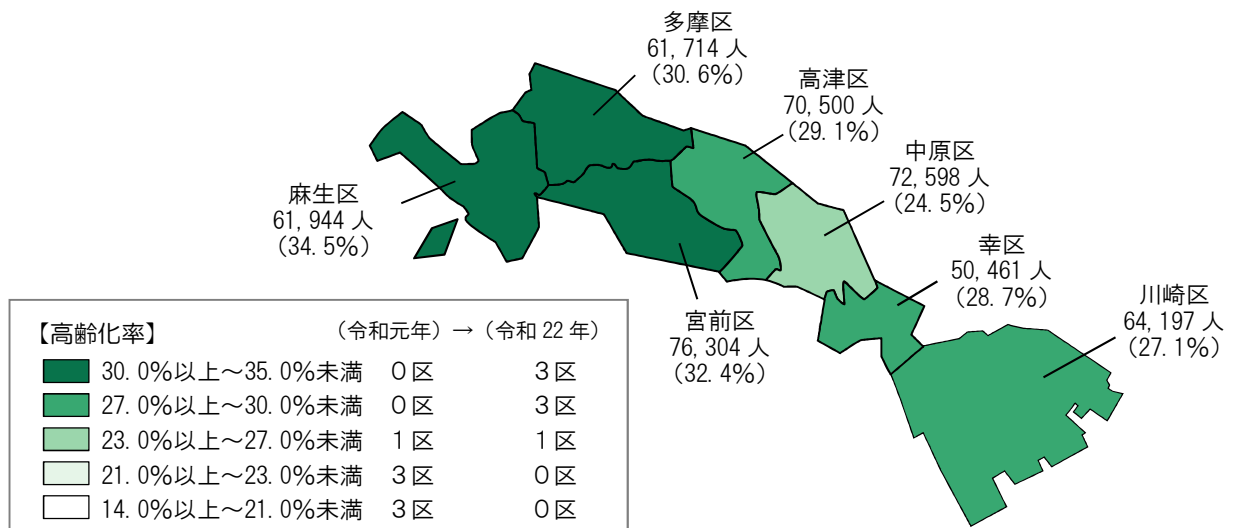 多摩区
61,714 人
(30.6%)
高津区
70,500 人
(29.1%)
中原区
72,598 人
(24.5%)
麻生区
61,944 人
(34.5%)
幸区
50,461 人
(28.7%)
川崎区
64,197 人
(27.1%)
宮前区
76,304 人
(32.4%)
【高齢化率】 (令和元年) → (令和 22 年)
30.0%以上～35.0%未満 0区 3区
27.0%以上～30.0%未満 0区 3区
23.0%以上～27.0%未満 1区 1区
21.0%以上～23.0%未満 3区 0区
14.0%以上～21.0%未満 3区 0区